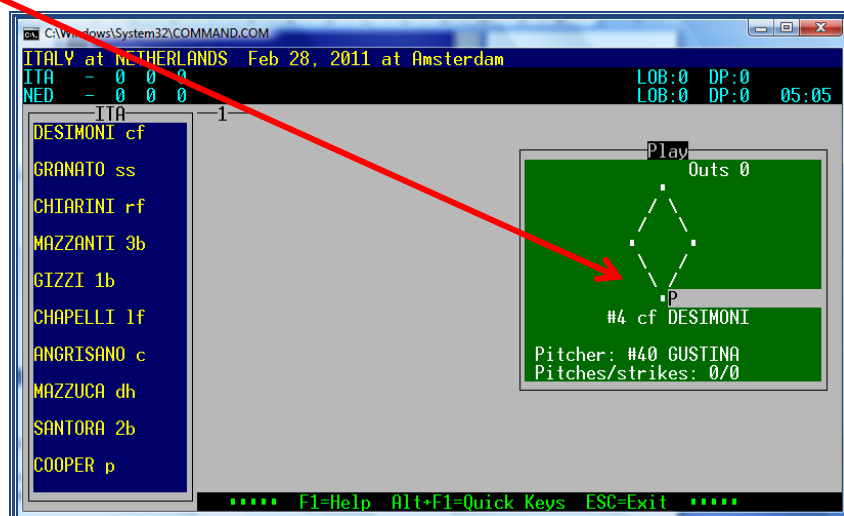 C:\Windows\System32\COMMAND.COM
ITALY at NETHERLANDS Feb 28, 2011 at Amsterdam
ITA - 0 0 0 LOB:0 DP:0
NED - 0 0 0 LOB:0 DP:0 05:05
ITA 1
DESIMONI cf
Play
GRANATO ss
Outs 0
CHIARINI rf
MAZZANTI 3b
GIZZI 1b
P
CHAPELLI lf
#4 cf DESIMONI
ANGRISANO c
Pitcher: #40 GUSTINA
Pitches/strikes: 0/0
MAZZUCA dh
SANTORA 2b
COOPER p
F1=Help Alt+F1=Quick Keys ESC=Exit